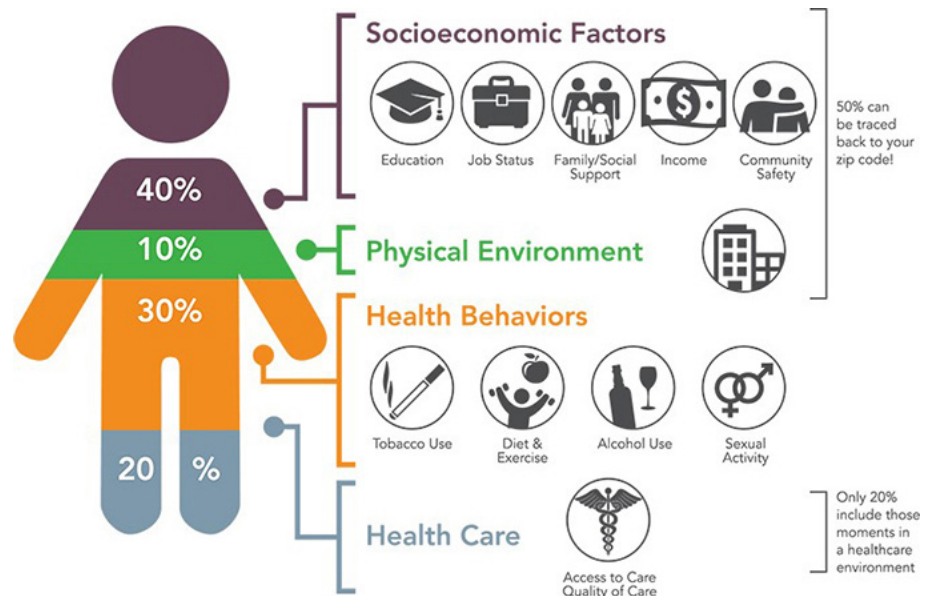 Socioeconomic Factors
40%
Education
Job Status
Family/Social
Support
Income
Community
Safety
50% can
be traced
back to your
zip code!
10%
Physical Environment
30%
Health Behaviors
Tobacco Use
Diet &
Exercise
Alcohol Use
Sexual
Activity
20 %
Health Care
Access to Care
Quality of Care
Only 20%
include those
moments in
a healthcare
environment